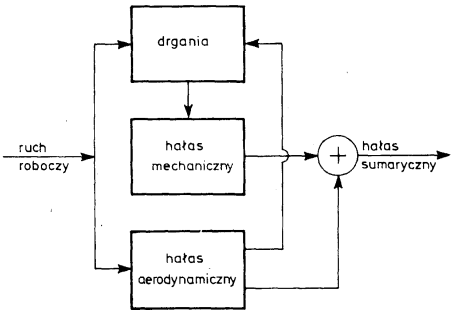 drgania
ruch
roboczy
hałas
mechaniczny
+
hałas
sumaryczny
hałas
aerodynamiczny